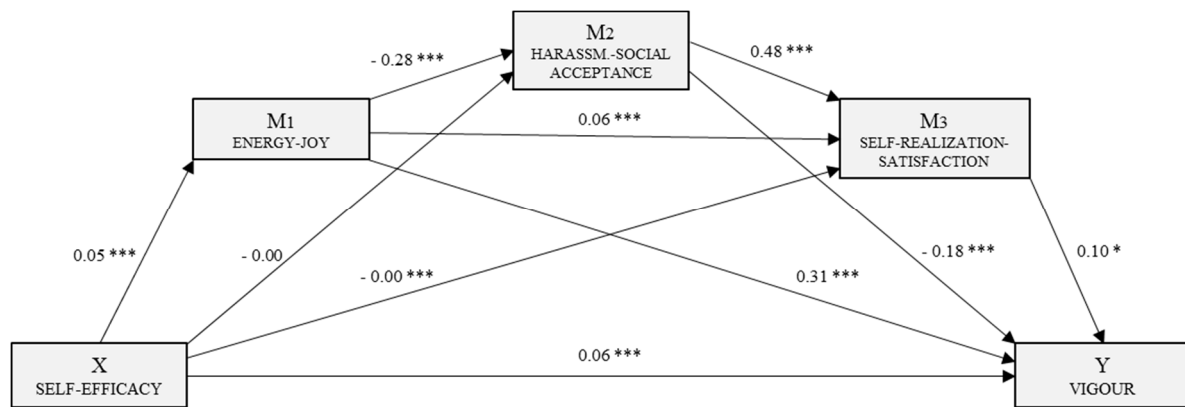 M2
HARASSM.-SOCIAL
ACCEPTANCE
- 0.28 ***
0.48 ***
M1
ENERGY-JOY
0.06 ***
M3
SELF-REALIZATION-
SATISFACTION
0.05 ***
- 0.00
- 0.00 ***
0.31 ***
- 0.18 ***
0.10 *
X
SELF-EFFICACY
0.06 ***
Y
VIGOUR